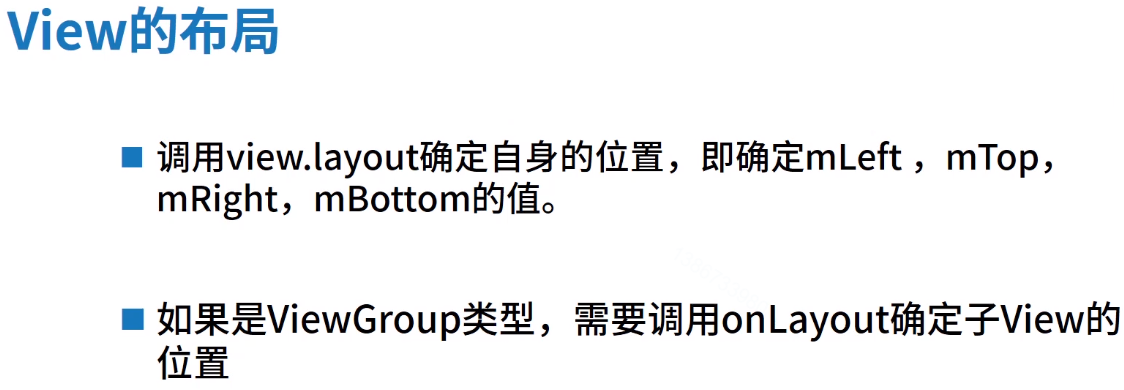 View的布局
调用view.layout确定自身的位置，即确定mLeft ，mTop，
mRight，mBottom的值。
如果是ViewGroup类型，需要调用onLayout确定子View的
位置